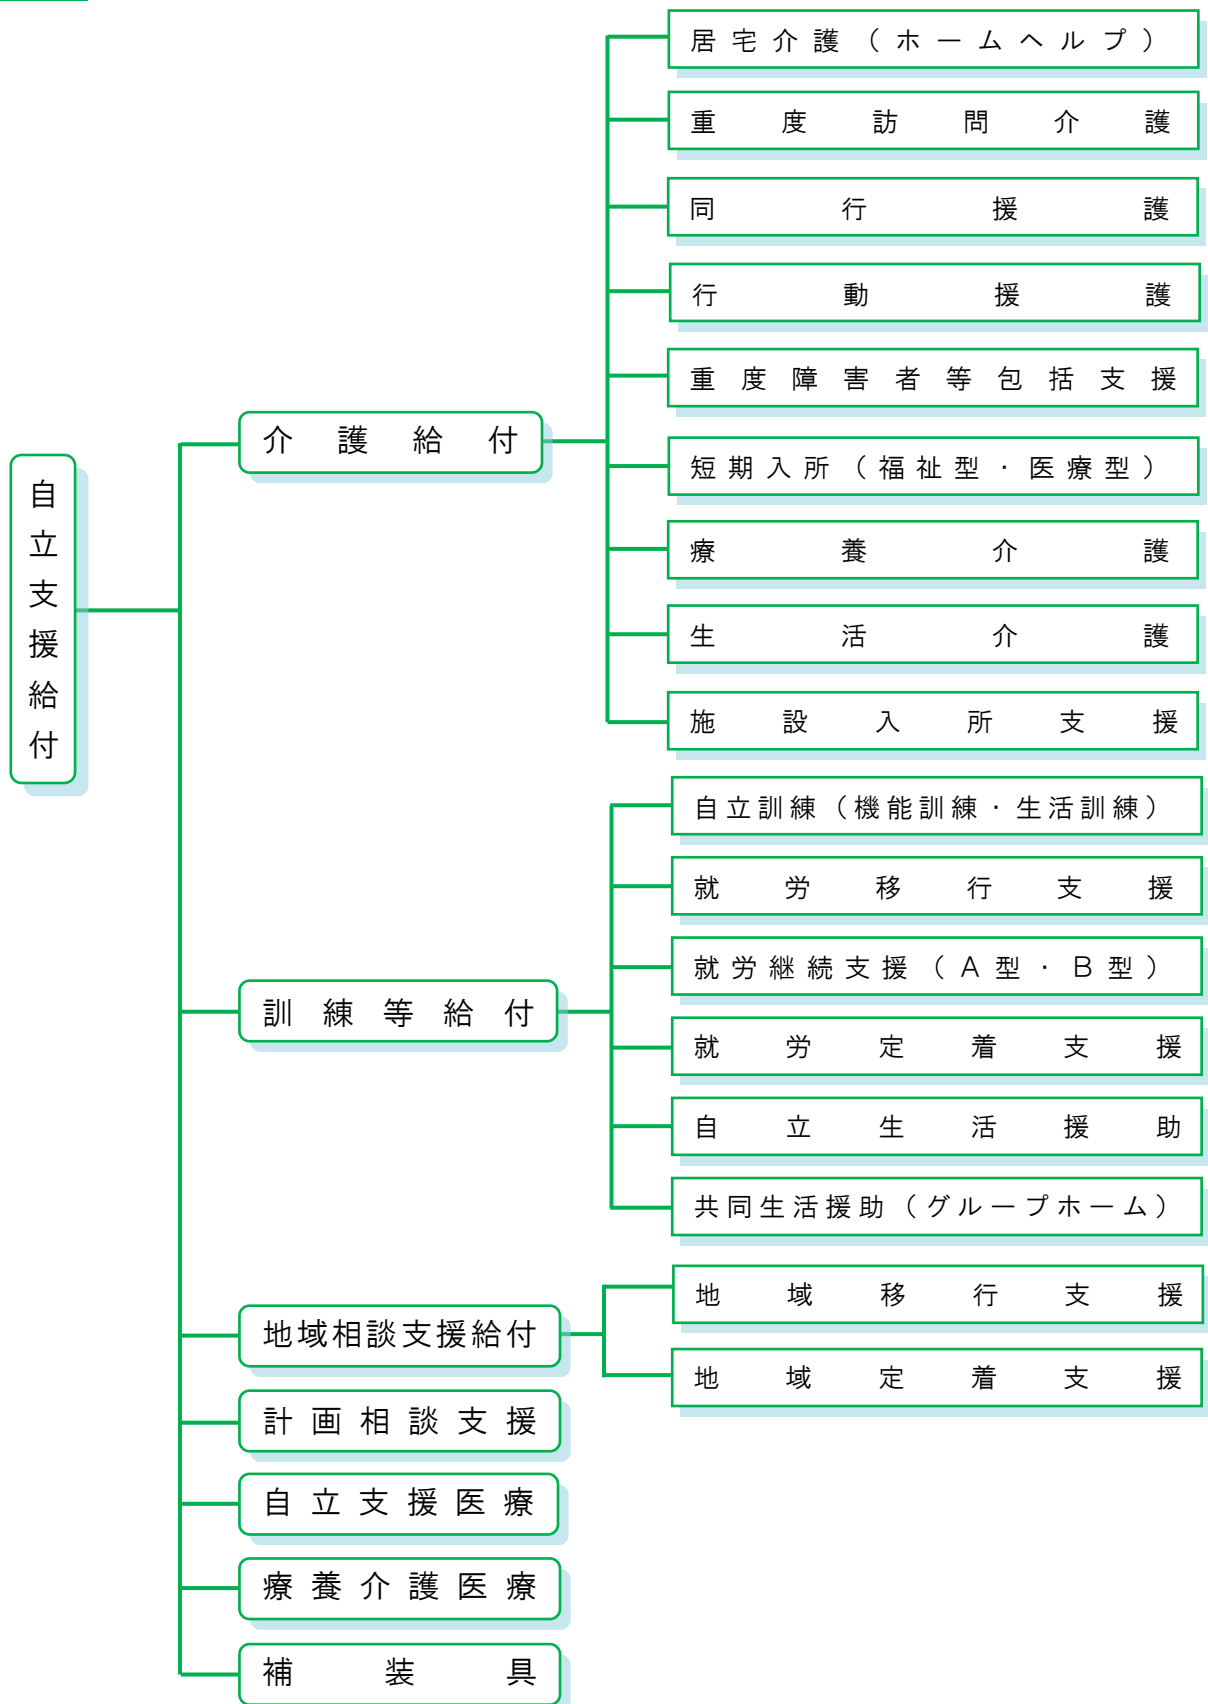 自立支援給付
介護給付
居宅介護（ホームヘルプ）
重度訪問介護
同行援護
行動援護
重度障害者等包括支援
短期入所（福祉型・医療型）
療養介護
生活介護
施設入所支援
訓練等給付
自立訓練（機能訓練・生活訓練）
就労移行支援
就労継続支援（A型・B型）
就労定着支援
自立生活援助
共同生活援助（グループホーム）
地域相談支援給付
地域移行支援
地域定着支援
計画相談支援
自立支援医療
療養介護医療
補装具